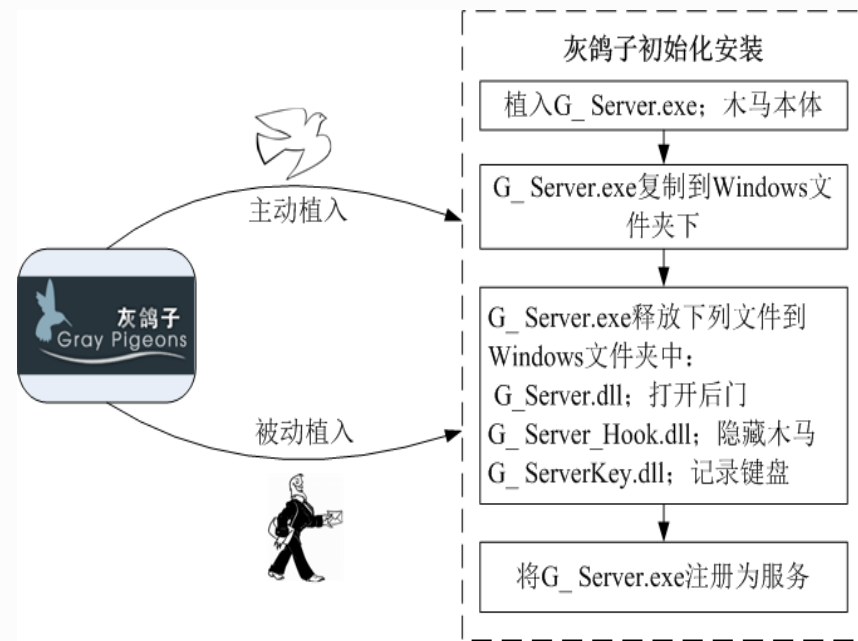 灰鸽子初始化安装
植入G_ Server.exe；木马本体
G_ Server.exe复制到Windows文
件夹下
主动植入
灰鸽子
Gray Pigeons
G_ Server.exe释放下列文件到
Windows文件夹中：
G_Server.dll；打开后门
G_ Server_Hook.dll；隐藏木马
G_ ServerKey.dll；记录键盘
被动植入
将G_ Server.exe注册为服务